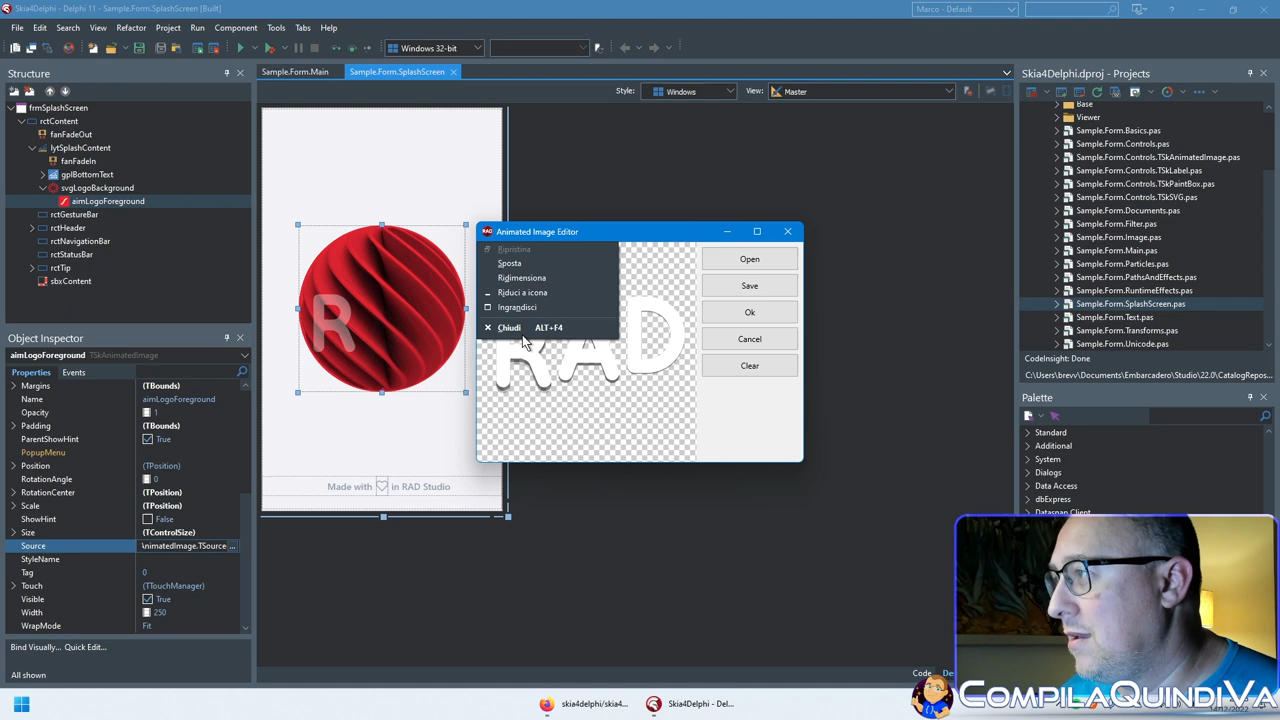 Skia4Delphi - Delphi 11 - Sample.Form.SplashScreen [Built]
Marco - Default
File Edit Search View Refactor Project Run Component Tools Tabs Help
Windows 32-bit
Structure
frmSplashScreen
rctContent
fanFadeOut
lytSplashContent
fanFadeIn
gplBottomText
svgLogoBackground
aimLogoForeground
rctGestureBar
rctHeader
rctNavigationBar
rctStatusBar
rctTip
sbxContent
Object Inspector
aimLogoForeground TSkAnimatedImage
Properties Events
Margins (TBounds)
Name aimLogoForeground
Opacity 1
Padding (TBounds)
ParentShowHint True
PopupMenu
Position (TPosition)
RotationAngle 0
RotationCenter (TPosition)
Scale (TPosition)
ShowHint False
Size (TControlSize)
Source \nimatedImage.TSource ...
StyleName
Tag 0
Touch (TTouchManager)
Visible True
Width 250
WrapMode Fit
Bind Visually... Quick Edit...
All shown
Sample.Form.Main Sample.Form.SplashScreen
Style: Windows View: Master
R
Made with in RAD Studio
Animated Image Editor
Ripristina
Sposta
Ridimensiona
Riduci a icona
Ingrandisci
Chiudi ALT+F4
RAD
Open
Save
Ok
Cancel
Clear
Code
Skia4Delphi.dproj - Projects
Base
Viewer
Sample.Form.Basics.pas
Sample.Form.Controls.pas
Sample.Form.Controls.TSkAnimatedImage.pas
Sample.Form.Controls.TSkLabel.pas
Sample.Form.Controls.TSkPaintBox.pas
Sample.Form.Controls.TSkSVG.pas
Sample.Form.Documents.pas
Sample.Form.Filter.pas
Sample.Form.Image.pas
Sample.Form.Main.pas
Sample.Form.Particles.pas
Sample.Form.PathsAndEffects.pas
Sample.Form.RuntimeEffects.pas
Sample.Form.SplashScreen.pas
Sample.Form.Text.pas
Sample.Form.Transforms.pas
Sample.Form.Unicode.pas
CodeInsight: Done
C:\Users\brevv\Documents\Embarcadero\Studio\22.0\CatalogRepos...
Palette
Standard
Additional
System
Dialogs
Data Access
dbExpress
Datasnap Client
CompilaQuindiVa
skia4delphi/skia4... Skia4Delphi - Del...
14/12/2022